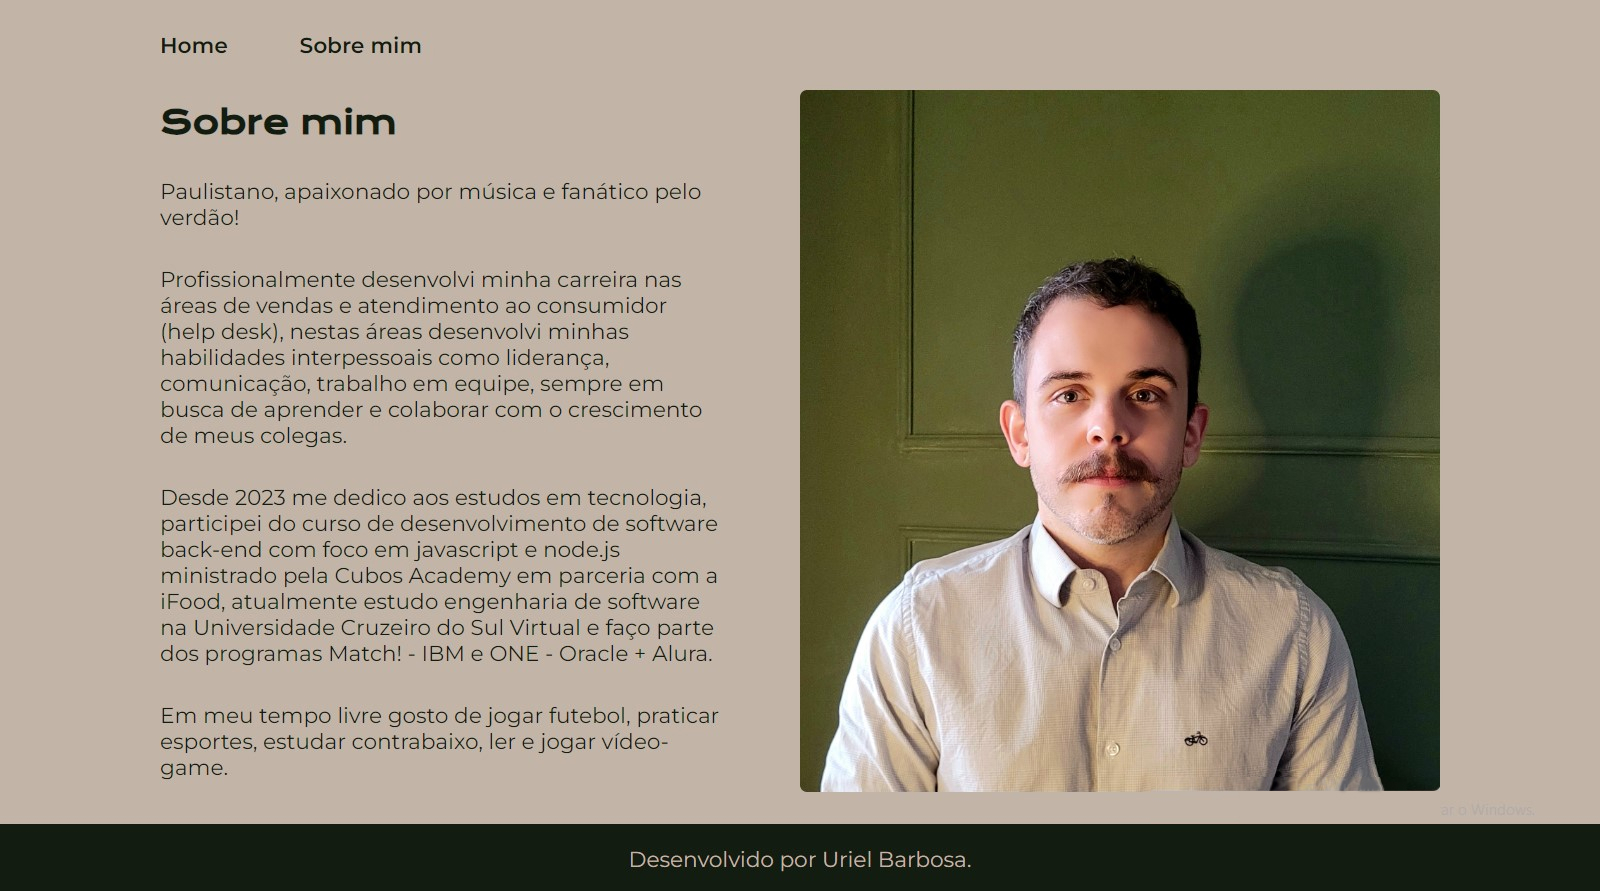 Home
Sobre mim
Sobre mim
Paulistano, apaixonado por música e fanático pelo
verdão!
Profissionalmente desenvolvi minha carreira nas
áreas de vendas e atendimento ao consumidor
(help desk), nestas áreas desenvolvi minhas
habilidades interpessoais como liderança,
comunicação, trabalho em equipe, sempre em
busca de aprender e colaborar com o crescimento
de meus colegas.
Desde 2023 me dedico aos estudos em tecnologia,
participei do curso de desenvolvimento de software
back-end com foco em javascript e node.js
ministrado pela Cubos Academy em parceria com a
iFood, atualmente estudo engenharia de software
na Universidade Cruzeiro do Sul Virtual e faço parte
dos programas Match! - IBM e ONE - Oracle + Alura.
Em meu tempo livre gosto de jogar futebol, praticar
esportes, estudar contrabaixo, ler e jogar vídeo-
game.
ar o Windows.
Desenvolvido por Uriel Barbosa.